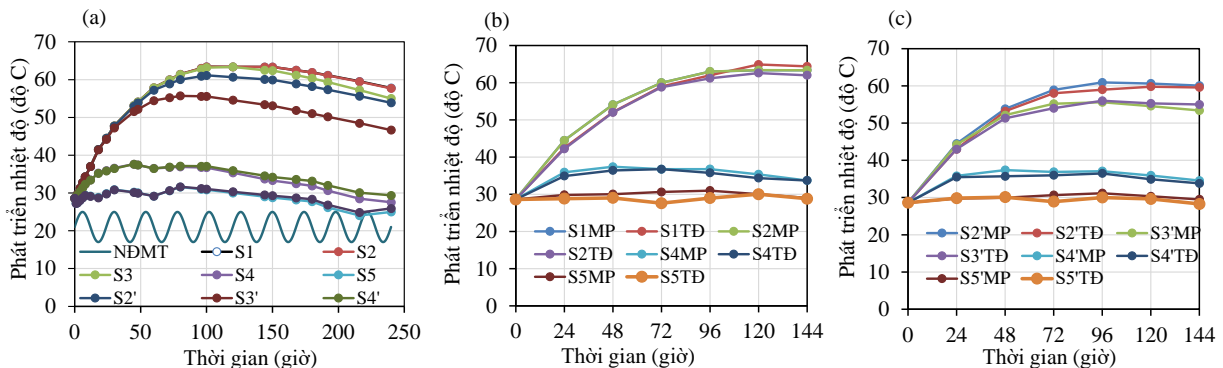 (a)
Phát triển nhiệt độ (độ C)
70
60
50
40
30
20
10
0
0 50 100 150 200 250
Thời gian (giờ)
NĐMT S1 S2
S3 S4 S5
S2' S3' S4'
(b)
Phát triển nhiệt độ (độ C)
70
60
50
40
30
20
10
0
0 24 48 72 96 120 144
Thời gian (giờ)
S1MP S1TĐ S2MP
S2TĐ S4MP S4TĐ
S5MP S5TĐ
(c)
Phát triển nhiệt độ (độ C)
70
60
50
40
30
20
10
0
0 24 48 72 96 120 144
Thời gian (giờ)
S2'MP S2'TĐ S3'MP
S3'TĐ S4'MP S4'TĐ
S5'MP S5'TĐ